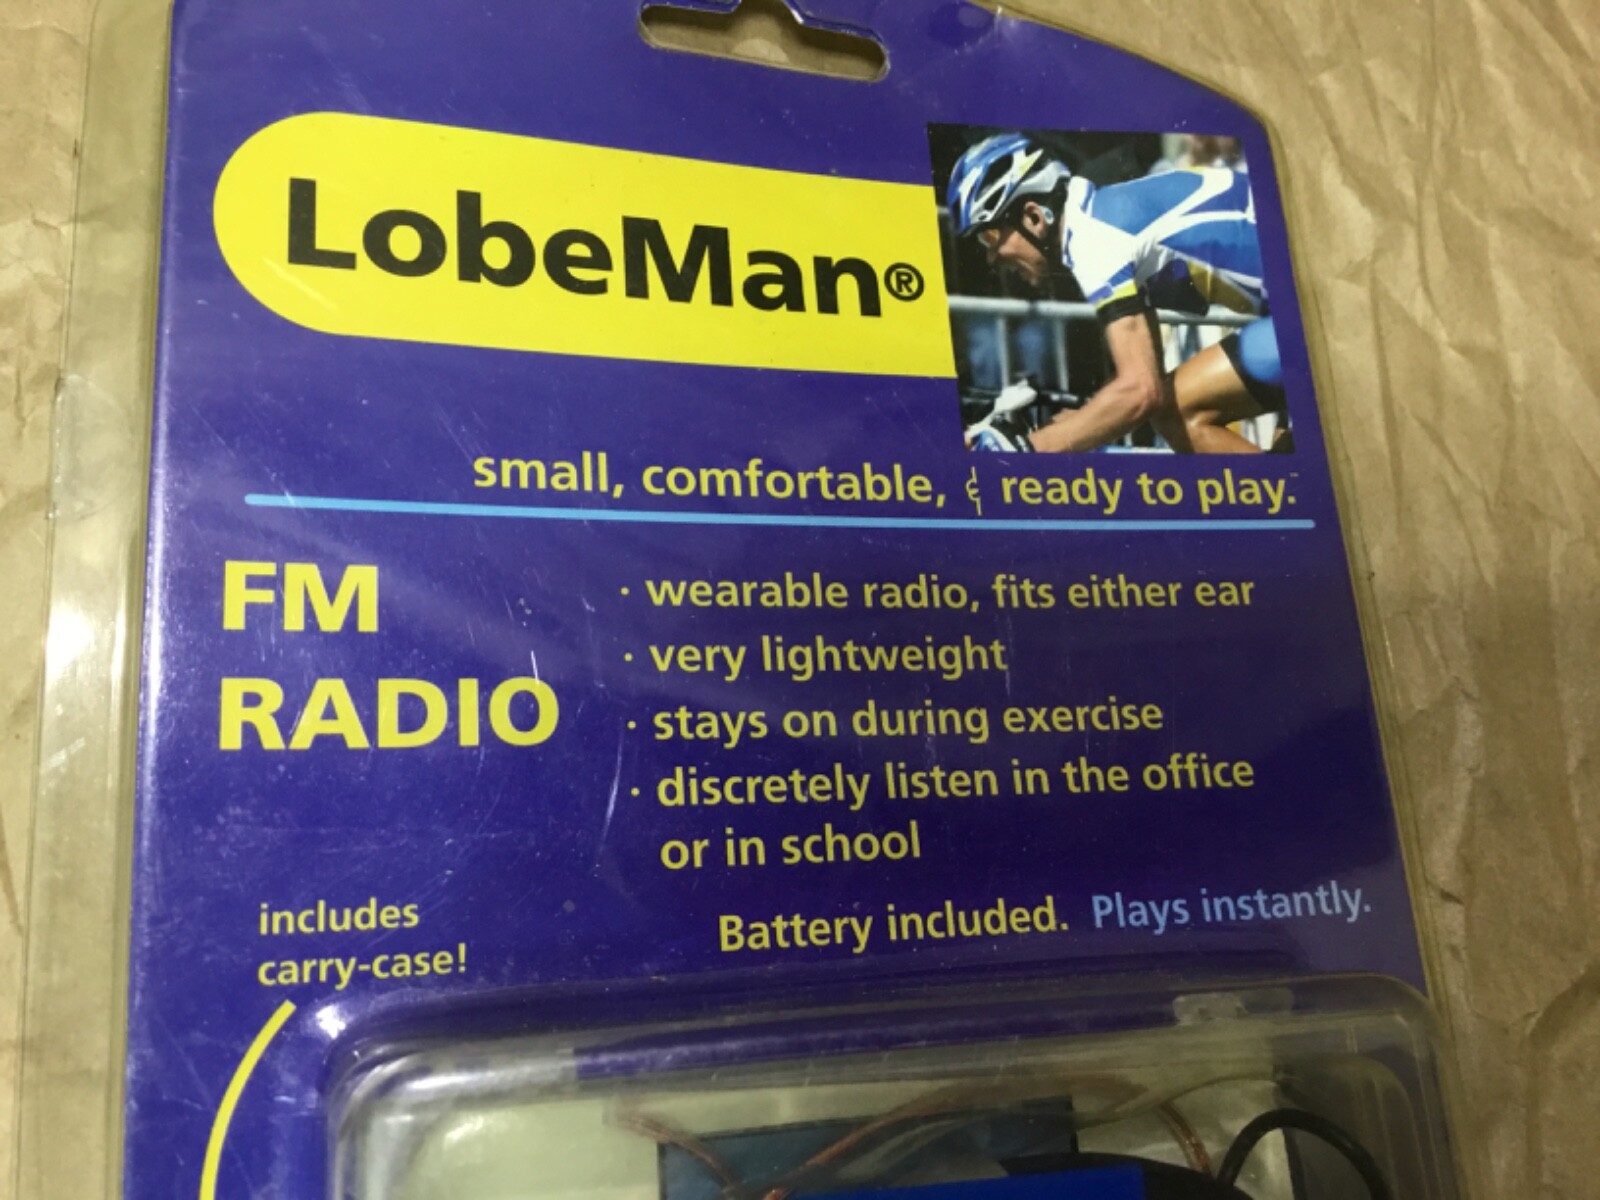 LobeMan®
small, comfortable, & ready to play.™
FM
RADIO
· wearable radio, fits either ear
· very lightweight
· stays on during exercise
· discretely listen in the office
or in school
includes
carry-case!
Battery included. Plays instantly.